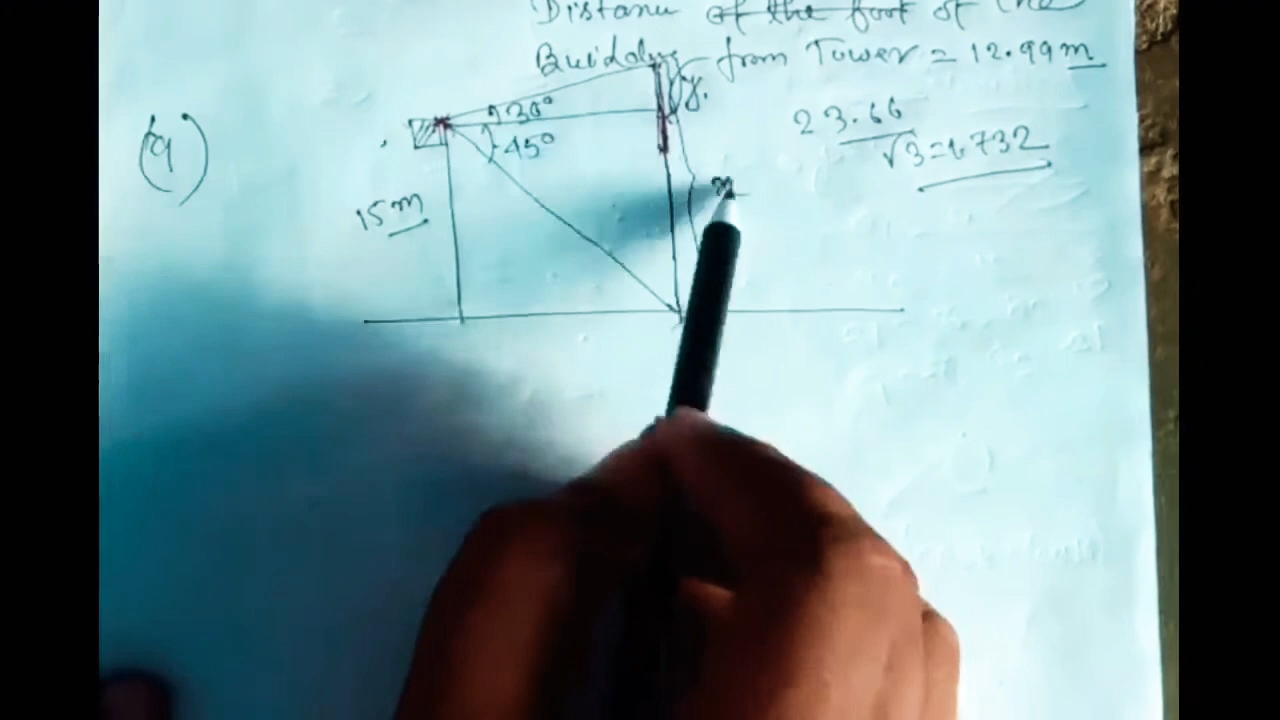 Distance of the foot of the
Building from Tower = 12.99m
30°
y.
(9)
45°
23.66
√3=1.732
15m
x